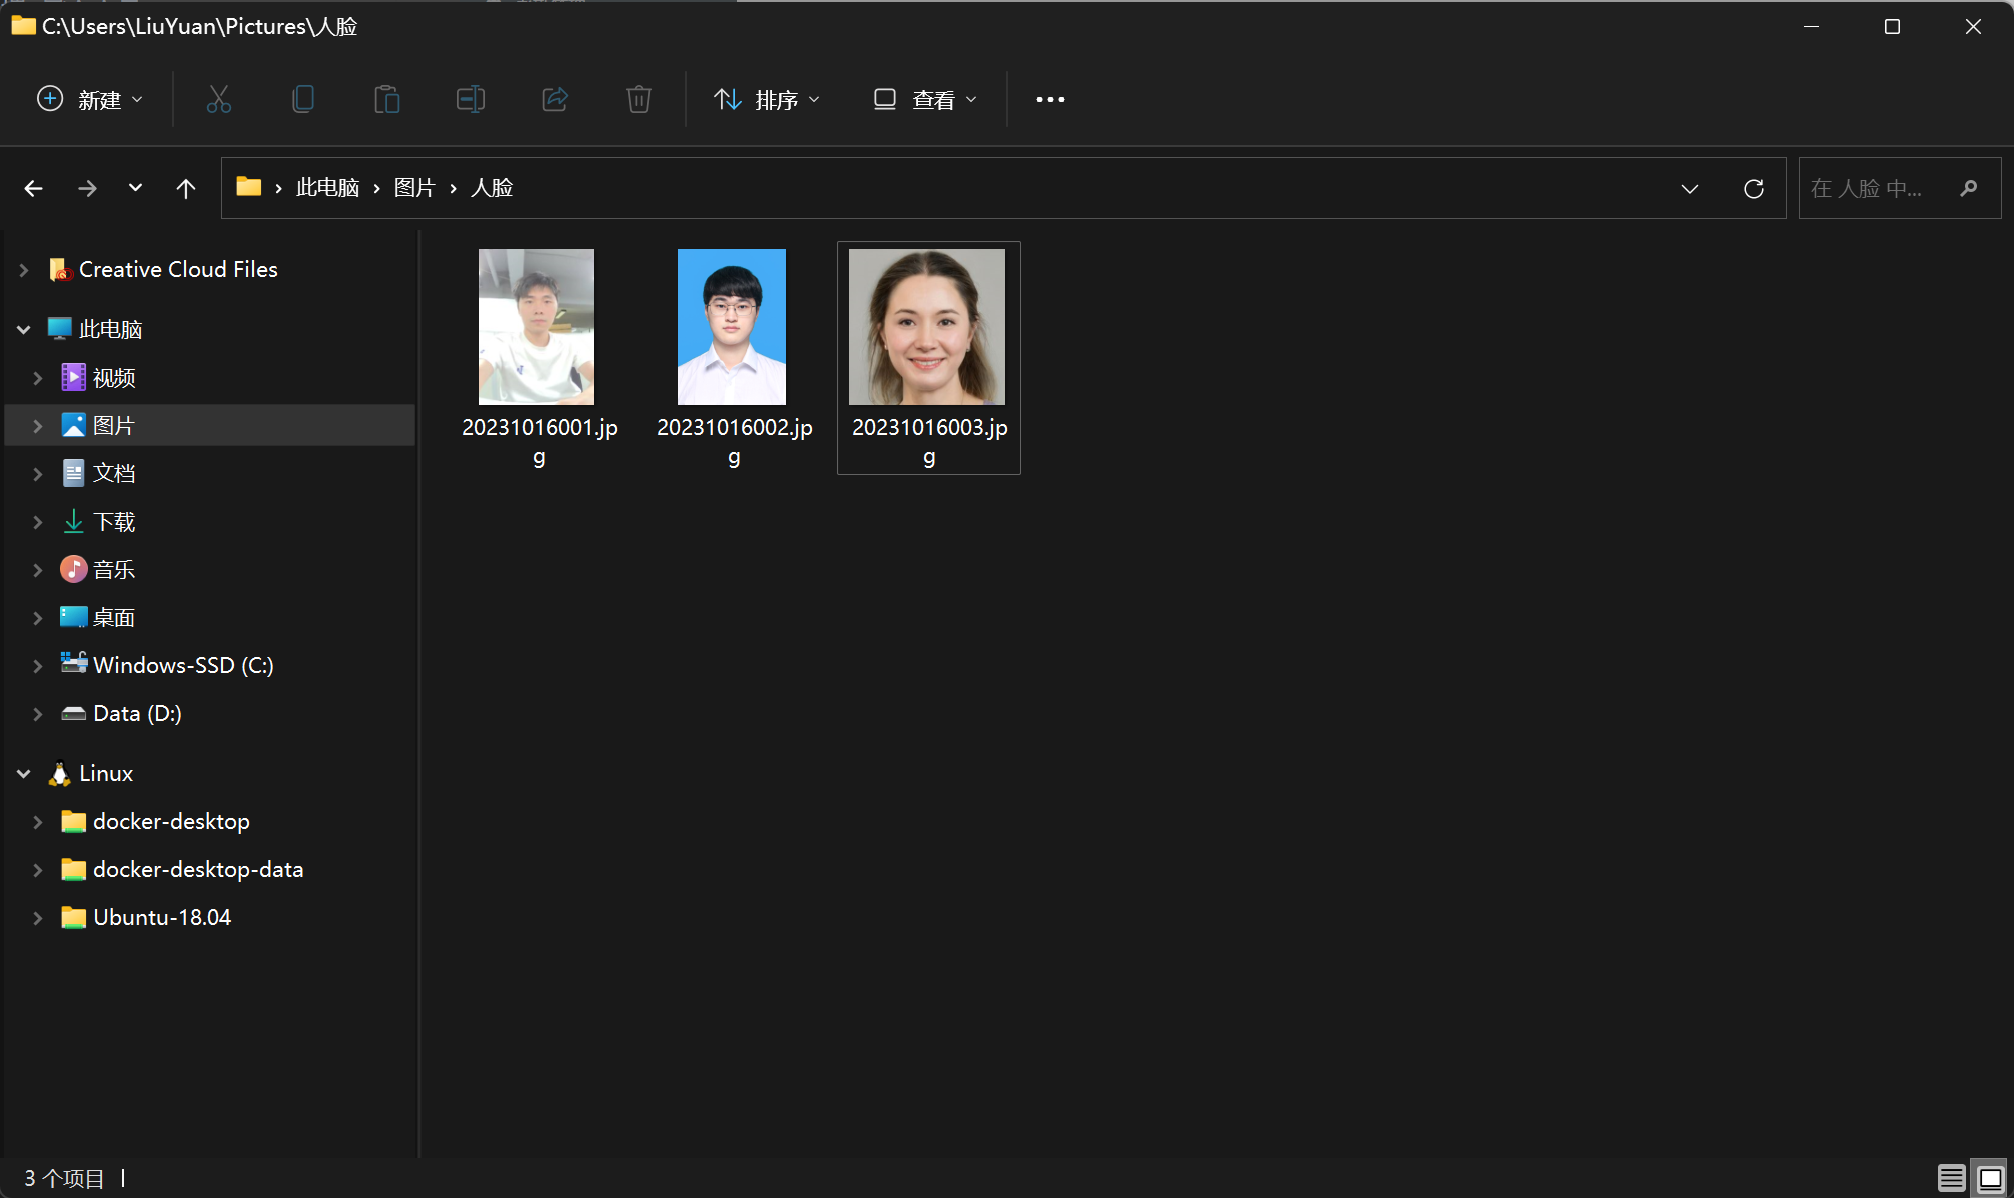 C:\Users\LiuYuan\Pictures\人脸
新建
排序
查看
此电脑 › 图片 › 人脸
在 人脸 中...
Creative Cloud Files
此电脑
视频
图片
文档
下载
音乐
桌面
Windows-SSD (C:)
Data (D:)
Linux
docker-desktop
docker-desktop-data
Ubuntu-18.04
20231016001.jp
g
20231016002.jp
g
20231016003.jp
g
3 个项目